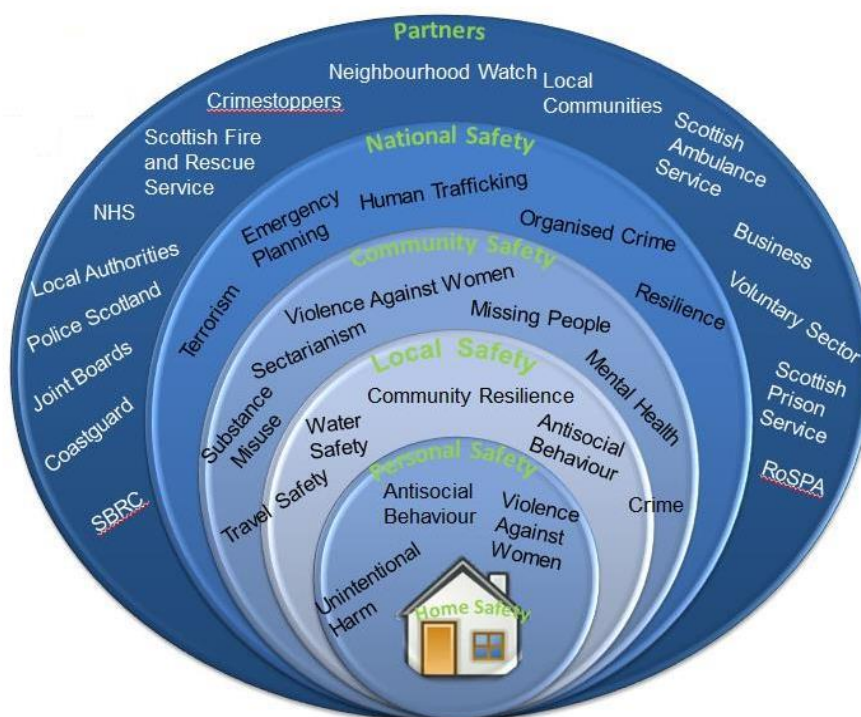 Partners
Neighbourhood Watch
Crimestoppers
Local
Communities
Scottish Fire
and Rescue
Service
Scottish
Ambulance
Service
NHS
Business
Local Authorities
Voluntary Sector
Police Scotland
Joint Boards
Scottish
Prison
Service
Coastguard
RoSPA
SBRC
National Safety
Human Trafficking
Emergency
Planning
Organised Crime
Terrorism
Resilience
Community Safety
Violence Against Women
Missing People
Sectarianism
Mental Health
Substance
Misuse
Crime
Local Safety
Community Resilience
Water
Safety
Antisocial
Behaviour
Travel Safety
Personal Safety
Antisocial
Behaviour
Violence
Against
Women
Unintentional
Harm
Home Safety